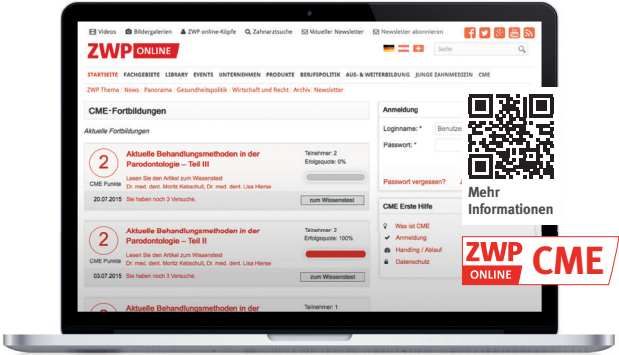 Videos Bildergalerien ZWP online-Köpfe Zahnarztsuche Aktueller Newsletter Newsletter abonnieren
ZWP ONLINE
Suche
STARTSEITE FACHGEBIETE LIBRARY EVENTS UNTERNEHMEN PRODUKTE BERUFSPOLITIK AUS- & WEITERBILDUNG JUNGE ZAHNMEDIZIN CME
ZWP Thema | News | Panorama | Gesundheitspolitik | Wirtschaft und Recht | Archiv | Newsletter
CME-Fortbildungen
Aktuelle Fortbildungen
2
CME Punkte
Aktuelle Behandlungsmethoden in der
Parodontologie – Teil III
Lesen Sie den Artikel zum Wissenstest
Dr. med. dent. Moritz Kebschull, Dr. med. dent. Lisa Hierse
Teilnehmer: 2
Erfolgsquote: 0%
20.07.2015 Sie haben noch 3 Versuche.
zum Wissenstest
2
CME Punkte
Aktuelle Behandlungsmethoden in der
Parodontologie – Teil II
Lesen Sie den Artikel zum Wissenstest
Dr. med. dent. Moritz Kebschull, Dr. med. dent. Lisa Hierse
Teilnehmer: 2
Erfolgsquote: 100%
03.07.2015 Sie haben noch 3 Versuche.
zum Wissenstest
Aktuelle Behandlungsmethoden in der
Teilnehmer: 1
Anmeldung
Loginname: *
Passwort: *
Passwort vergessen?
CME Erste Hilfe
Was ist CME
Anmeldung
Handling / Ablauf
Datenschutz
Mehr
Informationen
ZWP
ONLINE
CME